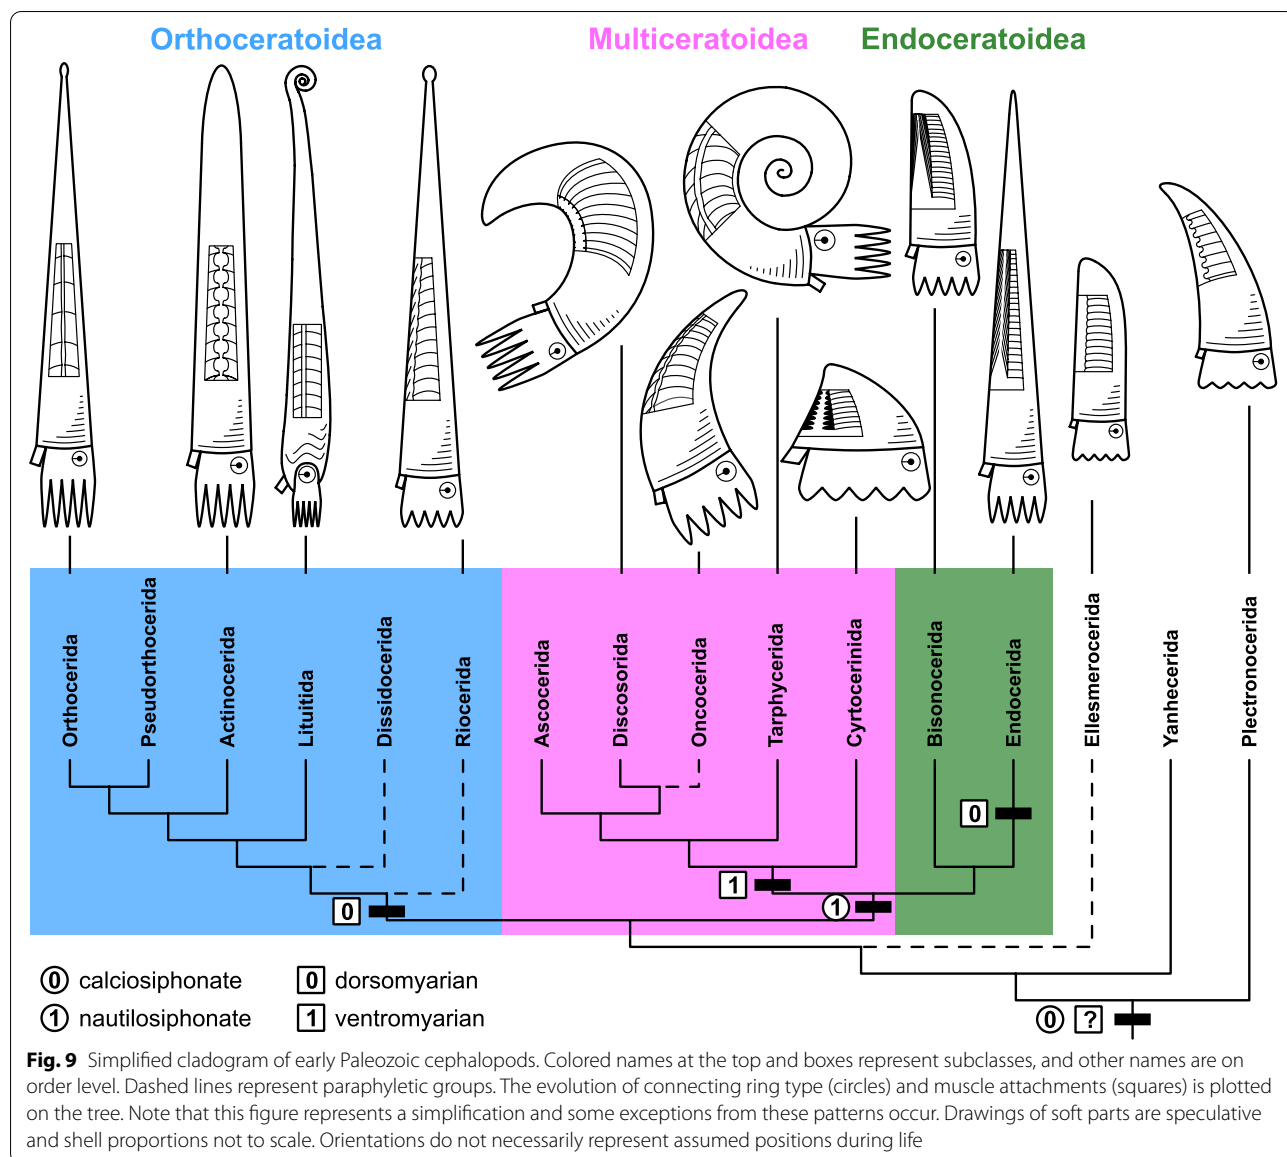 Orthoceratoidea Multiceratoidea Endoceratoidea
Orthocerida
Pseudorthocerida
Actinocerida
Lituitida
Dissidocerida
Riocerida
Ascocerida
Discosorida
Oncocerida
Tarphycerida
Cyrtocerinida
Bisonocerida
Endocerida
Ellesmerocerida
Yanhecerida
Plectronocerida
0
1
0 1
0 calciosiphonate 0 dorsomyarian
1 nautilosiphonate 1 ventromyarian
0 ?
Fig. 9 Simplified cladogram of early Paleozoic cephalopods. Colored names at the top and boxes represent subclasses, and other names are on
order level. Dashed lines represent paraphyletic groups. The evolution of connecting ring type (circles) and muscle attachments (squares) is plotted
on the tree. Note that this figure represents a simplification and some exceptions from these patterns occur. Drawings of soft parts are speculative
and shell proportions not to scale. Orientations do not necessarily represent assumed positions during life